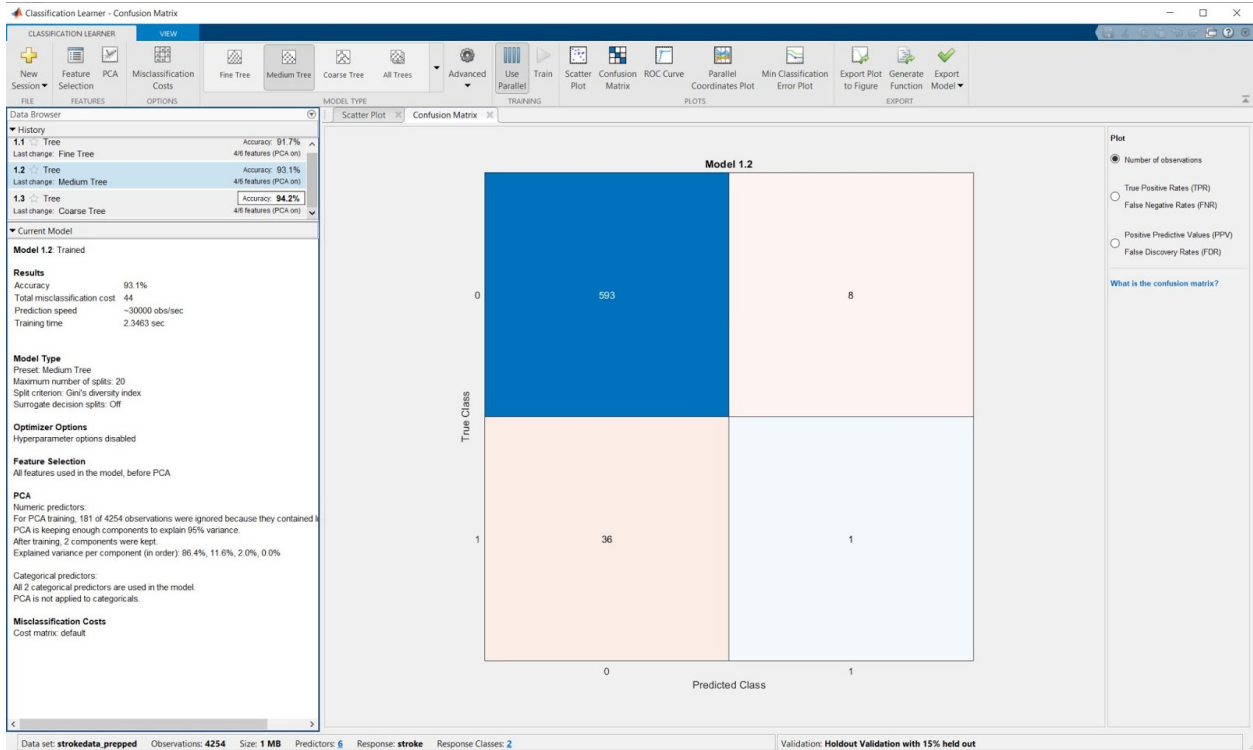 Classification Learner - Confusion Matrix
CLASSIFICATION LEARNER VIEW
New Session
Feature Selection
PCA
Misclassification Costs
Fine Tree
Medium Tree
Coarse Tree
All Trees
Advanced
Use Parallel
Train
Scatter Plot
Confusion Matrix
ROC Curve
Parallel Coordinates Plot
Min Classification Error Plot
Export Plot to Figure
Generate Function
Export Model
FILE FEATURES OPTIONS MODEL TYPE TRAINING PLOTS EXPORT
Data Browser
Scatter Plot Confusion Matrix
History
1.1 Tree Accuracy: 91.7%
Last change: Fine Tree 4/6 features (PCA on)
1.2 Tree Accuracy: 93.1%
Last change: Medium Tree 4/6 features (PCA on)
1.3 Tree Accuracy: 94.2%
Last change: Coarse Tree 4/6 features (PCA on)
Current Model
Model 1.2: Trained
Results
Accuracy 93.1%
Total misclassification cost 44
Prediction speed ~30000 obs/sec
Training time 2.3463 sec
Model Type
Preset: Medium Tree
Maximum number of splits: 20
Split criterion: Gini's diversity index
Surrogate decision splits: Off
Optimizer Options
Hyperparameter options disabled
Feature Selection
All features used in the model, before PCA
PCA
Numeric predictors:
For PCA training, 181 of 4254 observations were ignored because they contained
PCA is keeping enough components to explain 95% variance.
After training, 2 components were kept.
Explained variance per component (in order): 86.4%, 11.6%, 2.0%, 0.0%
Categorical predictors:
All 2 categorical predictors are used in the model.
PCA is not applied to categoricals.
Misclassification Costs
Cost matrix: default
Model 1.2
True Class
0 593 8
1 36 1
0 1
Predicted Class
Plot
Number of observations
True Positive Rates (TPR)
False Negative Rates (FNR)
Positive Predictive Values (PPV)
False Discovery Rates (FDR)
What is the confusion matrix?
Data set: strokedata_prepped Observations: 4254 Size: 1 MB Predictors: 6 Response: stroke Response Classes: 2 Validation: Holdout Validation with 15% held out